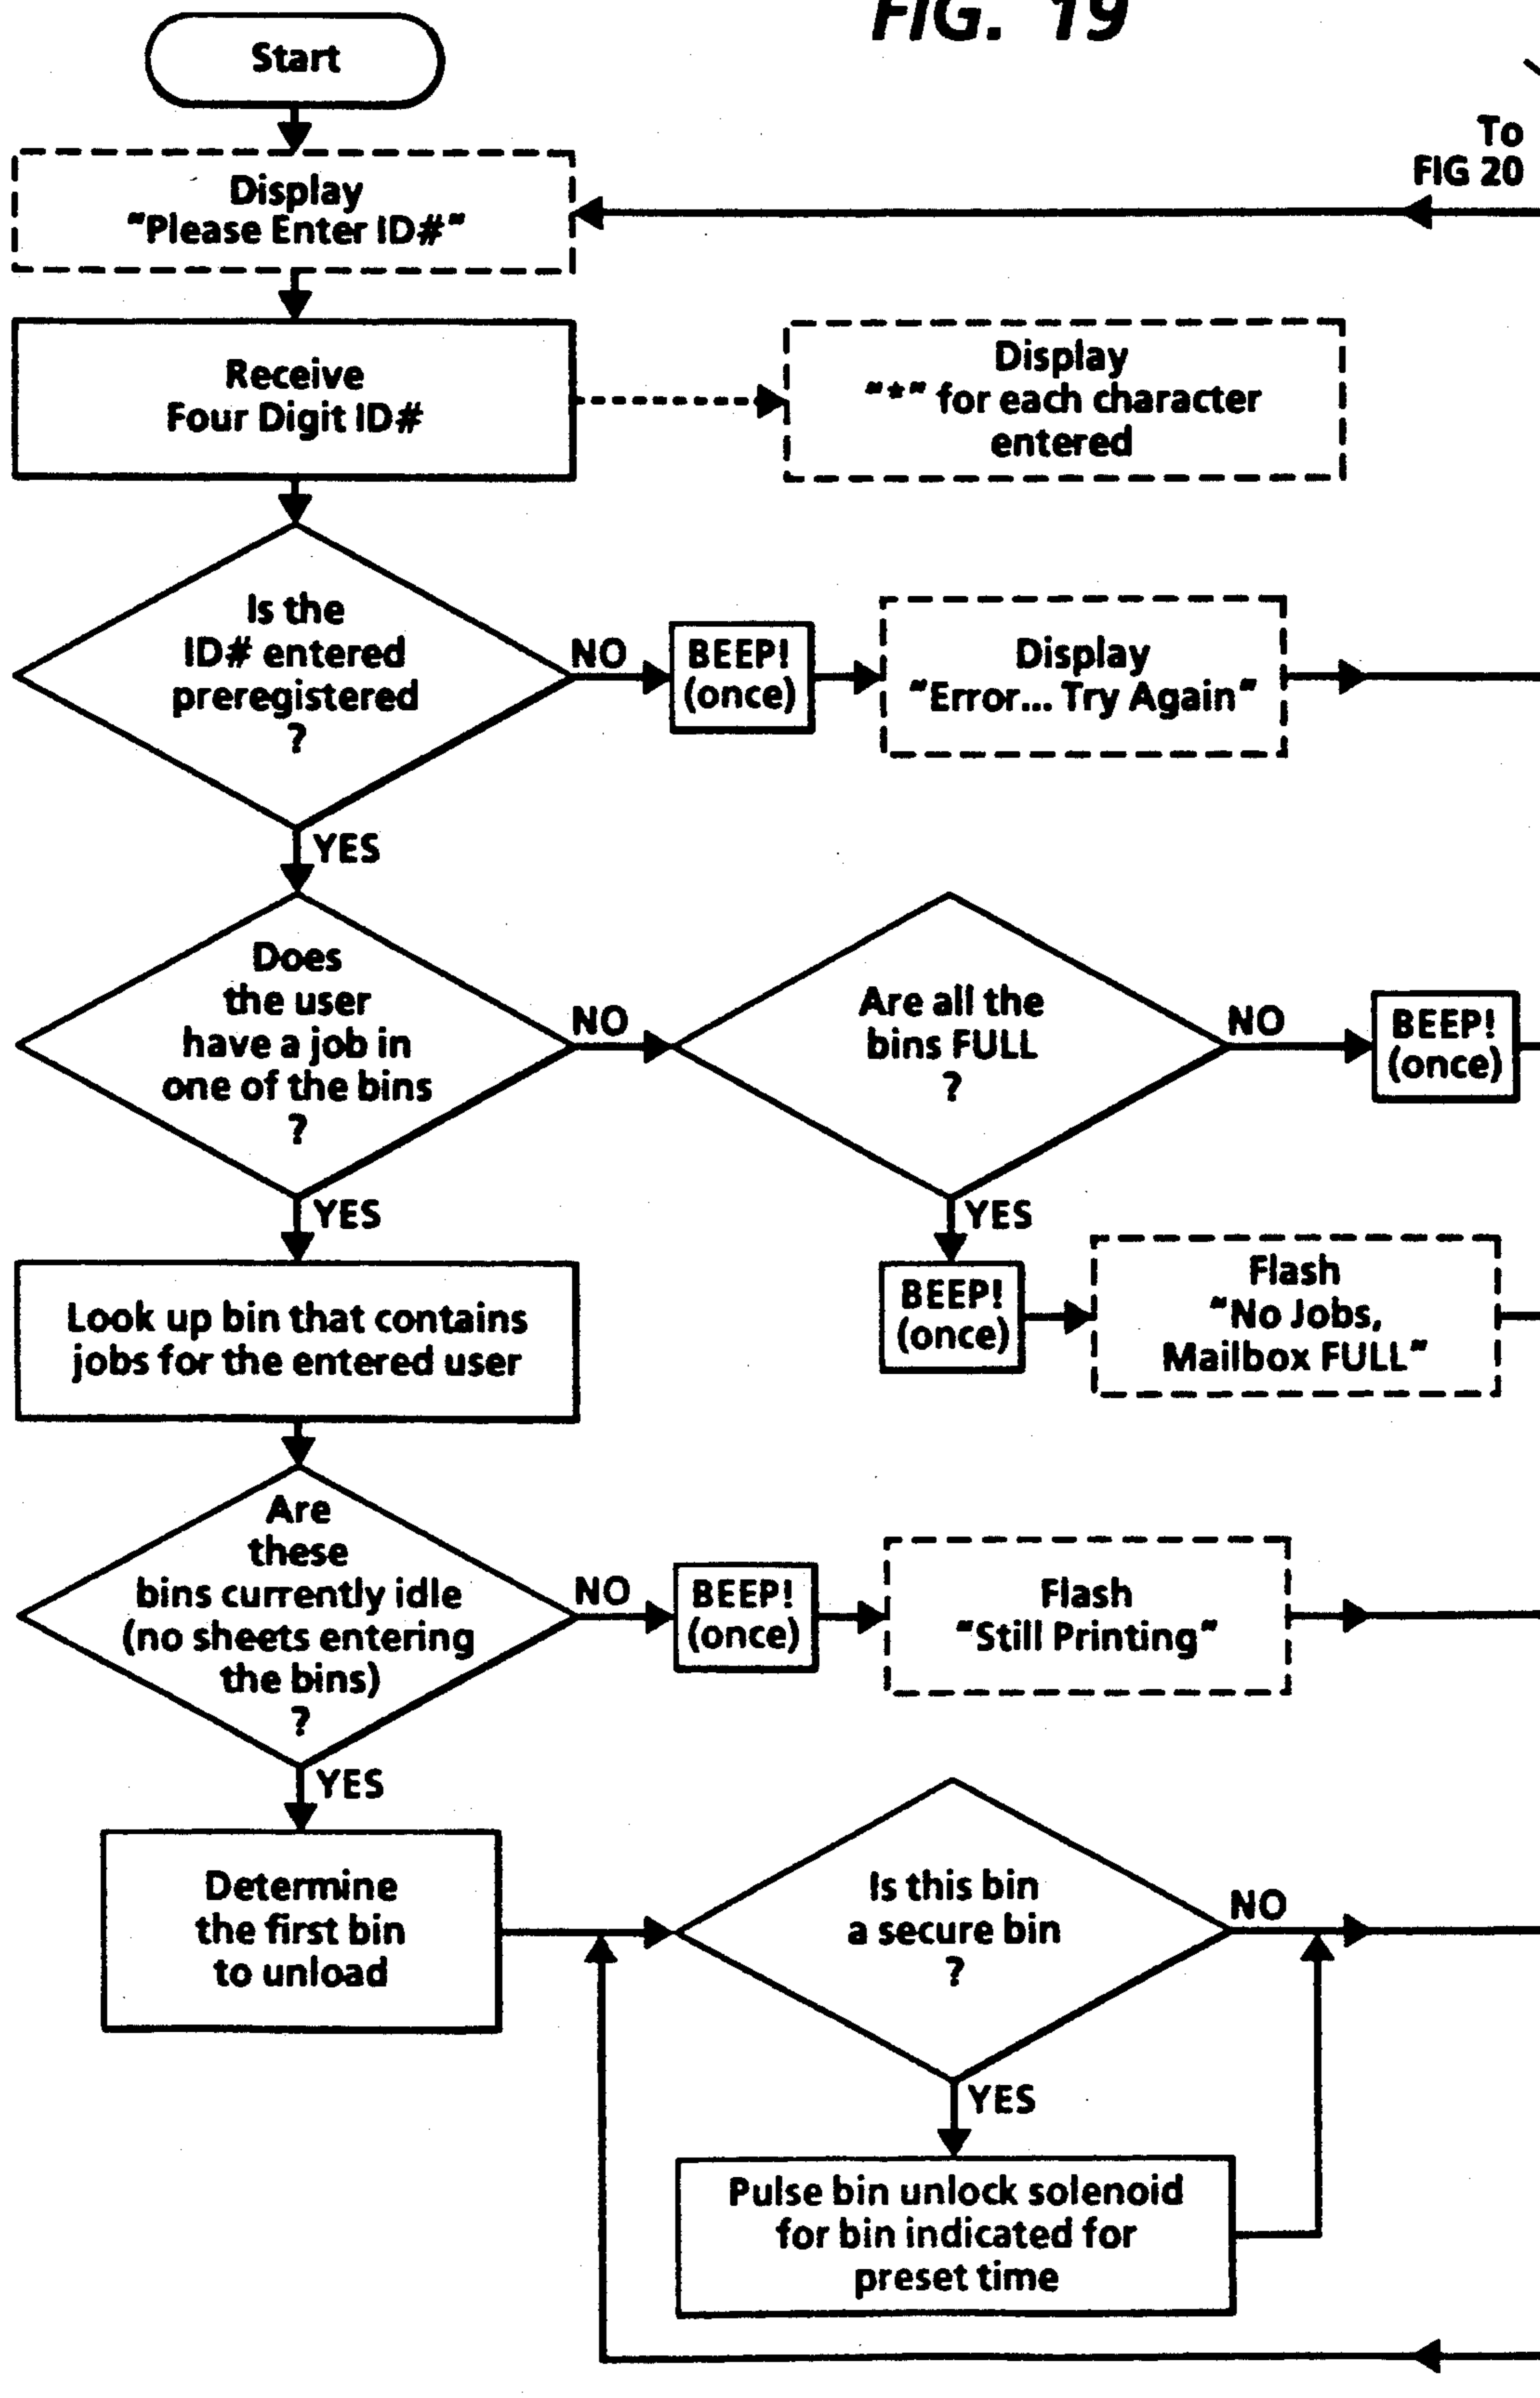 FIG. 19
Start
To
FIG 20
Display
"Please Enter ID#"
Receive
Four Digit ID#
Display
"*" for each character
entered
Is the
ID# entered
preregistered
?
NO
BEEP!
(once)
Display
"Error... Try Again"
YES
Does
the user
have a job in
one of the bins
?
NO
Are all the
bins FULL
?
NO
BEEP!
(once)
YES
YES
BEEP!
(once)
Flash
"No Jobs,
Mailbox FULL"
Look up bin that contains
jobs for the entered user
Are
these
bins currently idle
(no sheets entering
the bins)
?
NO
BEEP!
(once)
Flash
"Still Printing"
YES
Determine
the first bin
to unload
Is this bin
a secure bin
?
NO
YES
Pulse bin unlock solenoid
for bin indicated for
preset time